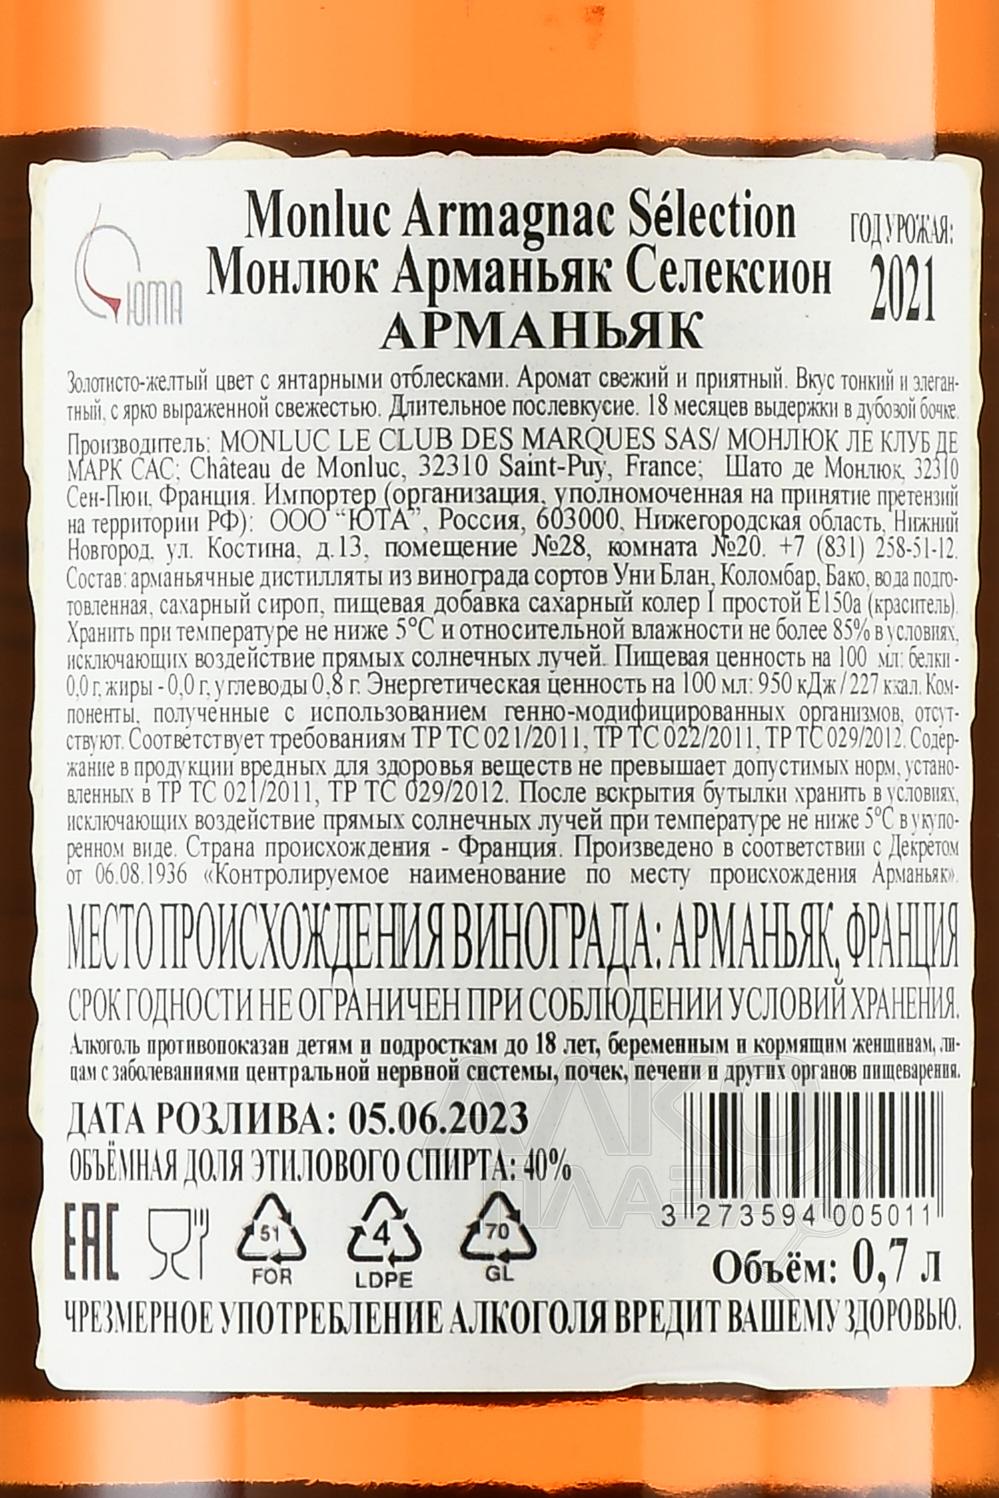 Monluc Armagnac Sélection
ГОД УРОЖАЯ:
Монлюк Арманьяк Селексион
2021
ЮТА
АРМАНЬЯК
Золотисто-желтый цвет с янтарными отблесками. Аромат свежий и приятный. Вкус тонкий и элеган-
тный, с ярко выраженной свежестью. Длительное послевкусие. 18 месяцев выдержки в дубовой бочке.
Производитель: MONLUC LE CLUB DES MARQUES SAS/ МОНЛЮК ЛЕ КЛУБ ДЕ
МАРК САС; Château de Monluc, 32310 Saint-Puy, France; Шато де Монлюк, 32310
Сен-Пюи, Франция. Импортер (организация, уполномоченная на принятие претензий
на территории РФ): ООО "ЮТА", Россия, 603000, Нижегородская область, Нижний
Новгород, ул. Костина, д.13, помещение №28, комната №20. +7 (831) 258-51-12.
Состав: арманьячные дистилляты из винограда сортов Уни Блан, Коломбар, Бако, вода подго-
товленная, сахарный сироп, пищевая добавка сахарный колер I простой Е150а (краситель).
Хранить при температуре не ниже 5°С и относительной влажности не более 85% в условиях,
исключающих воздействие прямых солнечных лучей. Пищевая ценность на 100 мл: белки -
0,0 г, жиры - 0,0 г, углеводы 0,8 г. Энергетическая ценность на 100 мл: 950 кДж / 227 ккал. Ком-
поненты, полученные с использованием генно-модифицированных организмов, отсут-
ствуют. Соответствует требованиям ТР ТС 021/2011, ТР ТС 022/2011, ТР ТС 029/2012. Содер-
жание в продукции вредных для здоровья веществ не превышает допустимых норм, устано-
вленных в ТР ТС 021/2011, ТР ТС 029/2012. После вскрытия бутылки хранить в условиях,
исключающих воздействие прямых солнечных лучей при температуре не ниже 5°С в укупо-
ренном виде. Страна происхождения - Франция. Произведено в соответствии с Декретом
от 06.08.1936 «Контролируемое наименование по месту происхождения Арманьяк».
МЕСТО ПРОИСХОЖДЕНИЯ ВИНОГРАДА: АРМАНЬЯК, ФРАНЦИЯ
СРОК ГОДНОСТИ НЕ ОГРАНИЧЕН ПРИ СОБЛЮДЕНИИ УСЛОВИЙ ХРАНЕНИЯ.
Алкоголь противопоказан детям и подросткам до 18 лет, беременным и кормящим женщинам, ли-
цам с заболеваниями центральной нервной системы, почек, печени и других органов пищеварения.
ДАТА РОЗЛИВА: 05.06.2023
ОБЪЁМНАЯ ДОЛЯ ЭТИЛОВОГО СПИРТА: 40%
АЛКО
ПЛАЗА
3 273594 005011
EAC
51
FOR
4
LDPE
70
GL
Объём: 0,7 л
ЧРЕЗМЕРНОЕ УПОТРЕБЛЕНИЕ АЛКОГОЛЯ ВРЕДИТ ВАШЕМУ ЗДОРОВЬЮ.